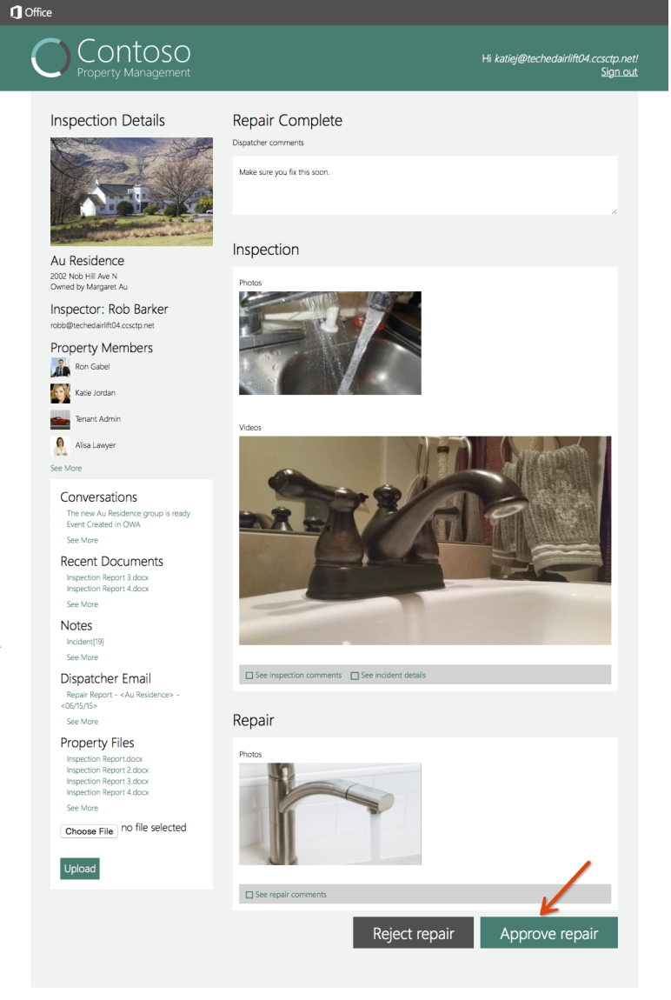 Office
Contoso
Property Management
Hi katiej@techedairlift04.ccsctp.net!
Sign out
Inspection Details
Au Residence
2002 Nob Hill Ave N
Owned by Margaret Au
Inspector: Rob Barker
robb@techedairlift04.ccsctp.net
Property Members
Ron Gabel
Katie Jordan
Tenant Admin
Alisa Lawyer
See More
Conversations
The new Au Residence group is ready
Event Created in OWA
See More
Recent Documents
Inspection Report 3.docx
Inspection Report 4.docx
See More
Notes
Incident[19]
See More
Dispatcher Email
Repair Report - <Au Residence> -
<06/15/15>
See More
Property Files
Inspection Report.docx
Inspection Report 2.docx
Inspection Report 3.docx
Inspection Report 4.docx
See More
Choose File no file selected
Upload
Repair Complete
Dispatcher comments
Make sure you fix this soon.
Inspection
Photos
Videos
See inspection comments See incident details
Repair
Photos
See repair comments
Reject repair Approve repair